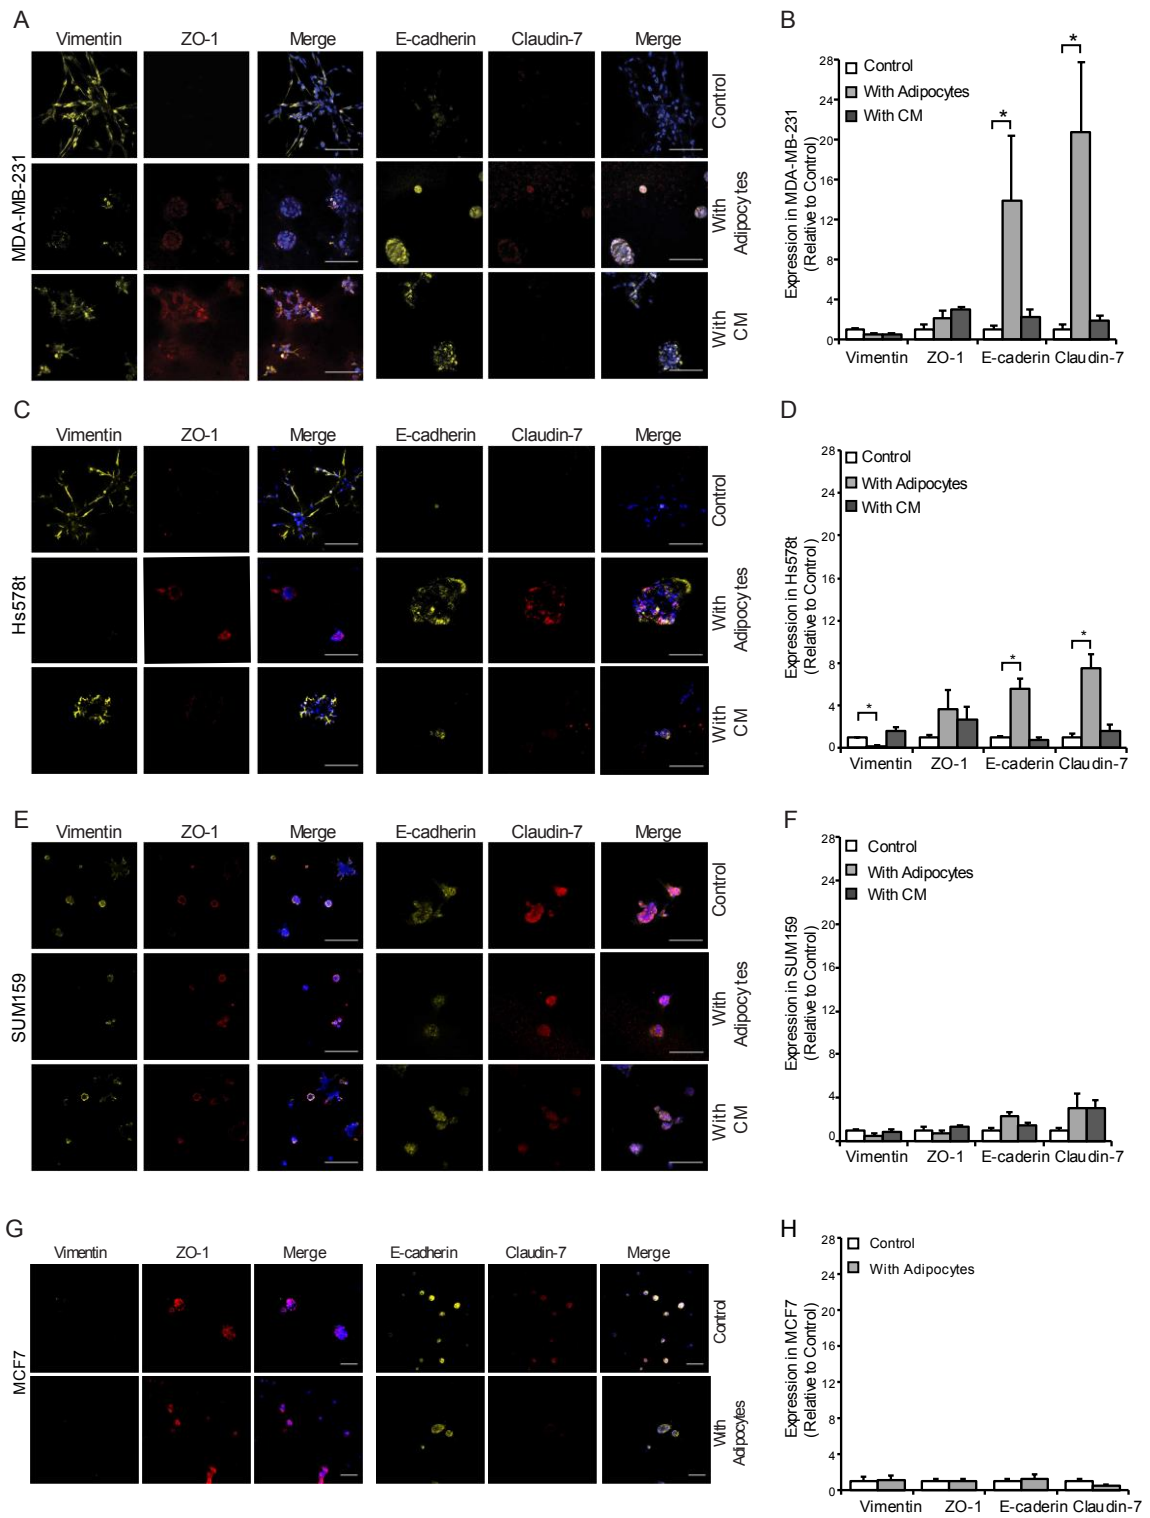 A
Vimentin ZO-1 Merge E-cadherin Claudin-7 Merge
MDA-MB-231
Control
With Adipocytes
With CM
B
Control
With Adipocytes
With CM
Expression in MDA-MB-231
(Relative to Control)
28
24
20
16
12
8
4
0
* *
Vimentin ZO-1 E-caderin Claudin-7
C
Vimentin ZO-1 Merge E-cadherin Claudin-7 Merge
Hs578t
Control
With Adipocytes
With CM
D
Control
With Adipocytes
With CM
Expression in Hs578t
(Relative to Control)
28
24
20
16
12
8
4
0
* * *
Vimentin ZO-1 E-caderin Claudin-7
E
Vimentin ZO-1 Merge E-cadherin Claudin-7 Merge
SUM159
Control
With Adipocytes
With CM
F
Control
With Adipocytes
With CM
Expression in SUM159
(Relative to Control)
28
24
20
16
12
8
4
0
Vimentin ZO-1 E-caderin Claudin-7
G
Vimentin ZO-1 Merge E-cadherin Claudin-7 Merge
MCF7
Control
With Adipocytes
H
Control
With Adipocytes
Expression in MCF7
(Relative to Control)
28
24
20
16
12
8
4
0
Vimentin ZO-1 E-caderin Claudin-7